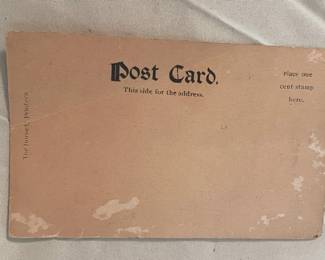 Post Card.
This side for the address.
Place one
cent stamp
here.